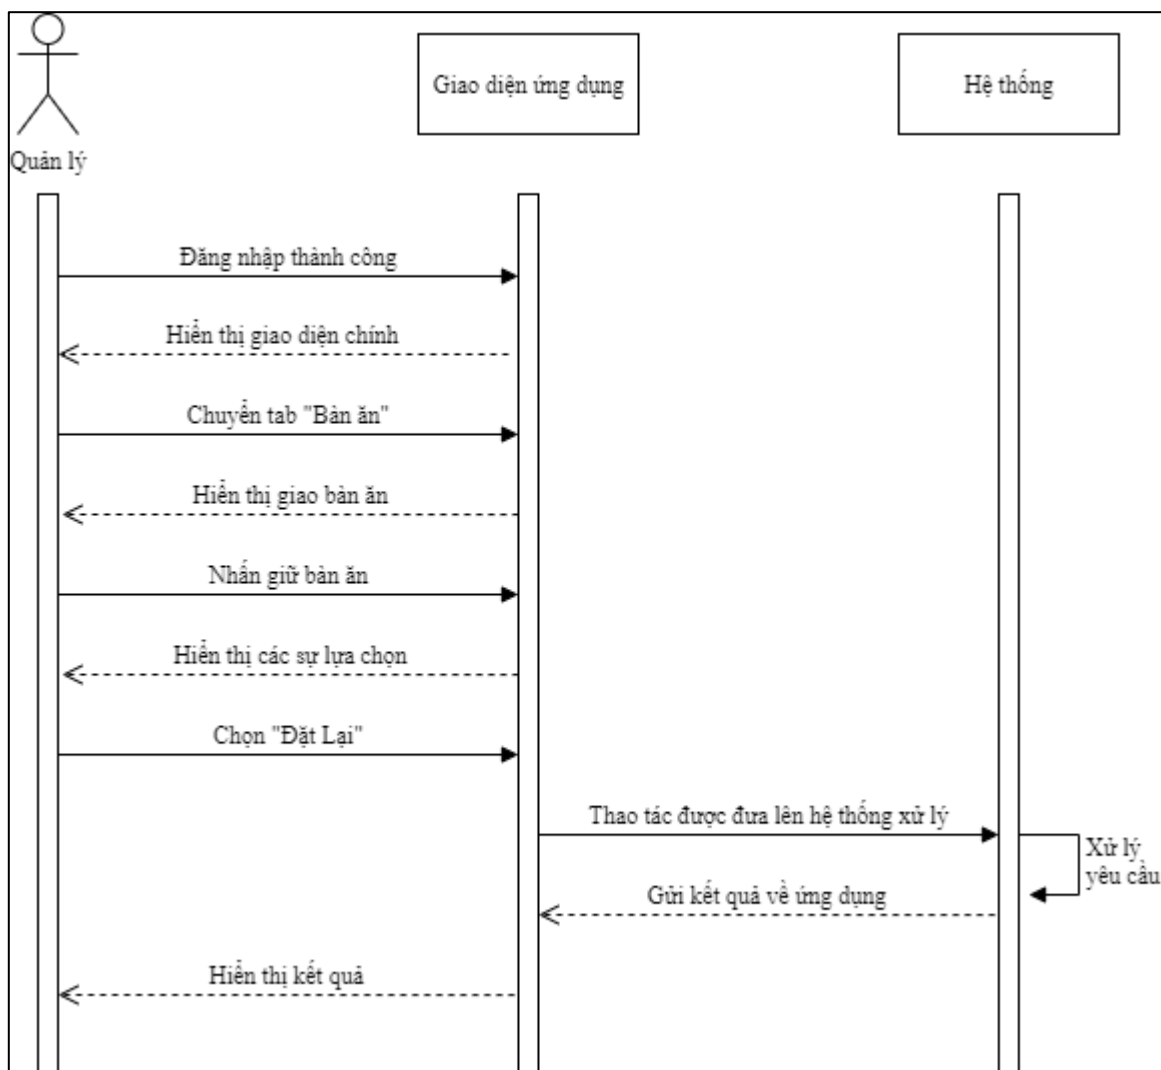 Giao diện ứng dụng
Hệ thống
Quản lý
Đăng nhập thành công
Hiển thị giao diện chính
Chuyển tab "Bàn ăn"
Hiển thị giao bàn ăn
Nhấn giữ bàn ăn
Hiển thị các sự lựa chọn
Chọn "Đặt Lại"
Thao tác được đưa lên hệ thống xử lý
Xử lý
yêu cầu
Gửi kết quả về ứng dụng
Hiển thị kết quả